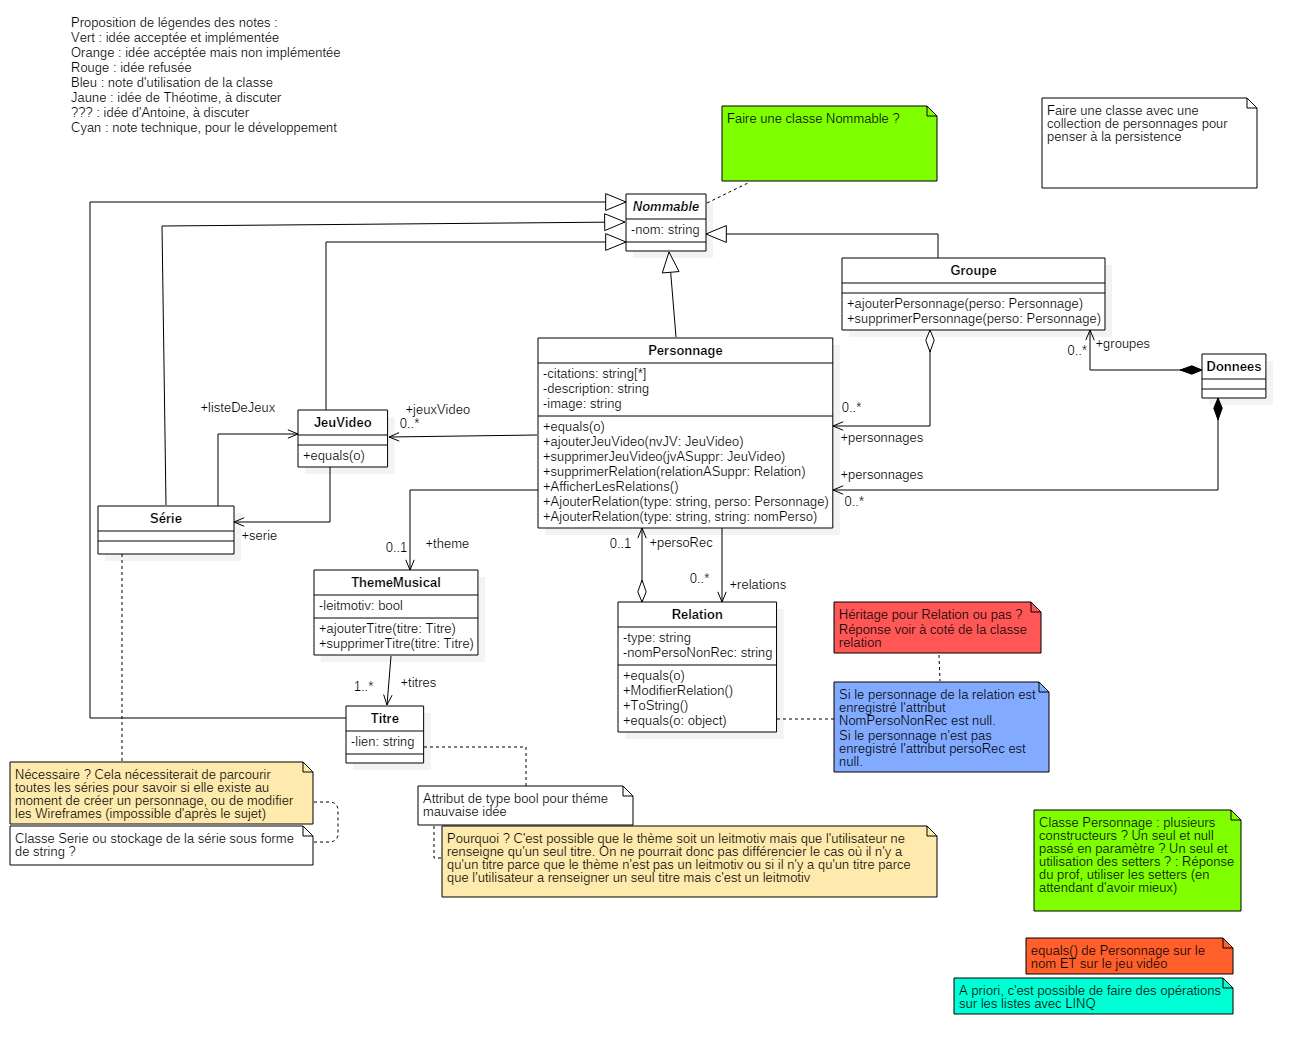 Proposition de légendes des notes :
Vert : idée acceptée et implémentée
Orange : idée accéptée mais non implémentée
Rouge : idée refusée
Bleu : note d'utilisation de la classe
Jaune : idée de Théotime, à discuter
??? : idée d'Antoine, à discuter
Cyan : note technique, pour le développement
Faire une classe Nommable ?
Faire une classe avec une
collection de personnages pour
penser à la persistence
Nommable
-nom: string
Groupe
+ajouterPersonnage(perso: Personnage)
+supprimerPersonnage(perso: Personnage)
+groupes
0..*
Donnees
Personnage
-citations: string[*]
-description: string
-image: string
+equals(o)
+ajouterJeuVideo(nvJV: JeuVideo)
+supprimerJeuVideo(jvASuppr: JeuVideo)
+supprimerRelation(relationASuppr: Relation)
+AfficherLesRelations()
+AjouterRelation(type: string, perso: Personnage)
+AjouterRelation(type: string, string: nomPerso)
0..*
+personnages
+personnages
0..*
+listeDeJeux
JeuVideo
+equals(o)
+jeuxVideo
0..*
Série
+serie
0..1
+theme
0..1
+persoRec
0..*
+relations
ThemeMusical
-leitmotiv: bool
+ajouterTitre(titre: Titre)
+supprimerTitre(titre: Titre)
1..*
+titres
Titre
-lien: string
Relation
-type: string
-nomPersoNonRec: string
+equals(o)
+ModifierRelation()
+ToString()
+equals(o: object)
Héritage pour Relation ou pas ?
Réponse voir à coté de la classe
relation
Si le personnage de la relation est
enregistré l'attribut
NomPersoNonRec est null.
Si le personnage n'est pas
enregistré l'attribut persoRec est
null.
Nécessaire ? Cela nécessiterait de parcourir
toutes les séries pour savoir si elle existe au
moment de créer un personnage, ou de modifier
les Wireframes (impossible d'après le sujet)
Classe Serie ou stockage de la série sous forme
de string ?
Attribut de type bool pour théme
mauvaise idée
Pourquoi ? C'est possible que le thème soit un leitmotiv mais que l'utilisateur ne
renseigne qu'un seul titre. On ne pourrait donc pas différencier le cas où il n'y a
qu'un titre parce que le thème n'est pas un leitmotiv ou si il n'y a qu'un titre parce
que l'utilisateur a renseigner un seul titre mais c'est un leitmotiv
Classe Personnage : plusieurs
constructeurs ? Un seul et null
passé en paramètre ? Un seul et
utilisation des setters ? : Réponse
du prof, utiliser les setters (en
attendant d'avoir mieux)
equals() de Personnage sur le
nom ET sur le jeu vidéo
A priori, c'est possible de faire des opérations
sur les listes avec LINQ